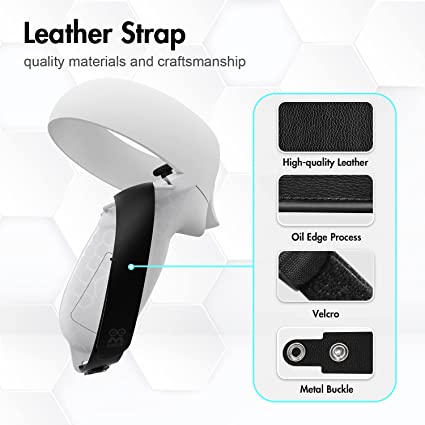 Leather Strap
quality materials and craftsmanship
High-quality Leather
Oil Edge Process
Velcro
Metal Buckle